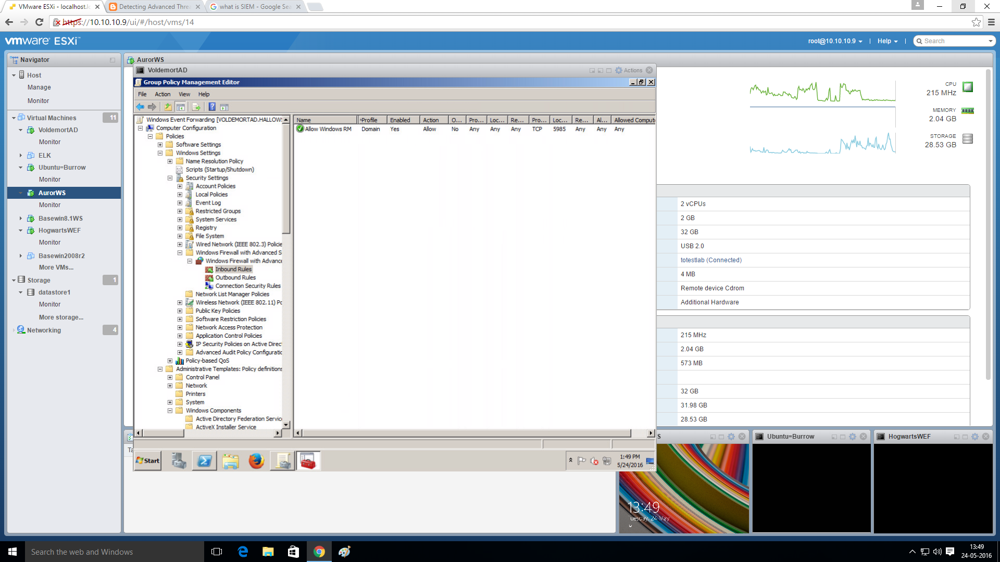 VMware ESXi - localhost.lo
Detecting Advanced Threa
what is SIEM - Google Sea
https://10.10.10.9/ui/#/host/vms/14
vmware ESXi
root@10.10.10.9
Help
Search
Navigator
Host
Manage
Monitor
Virtual Machines 11
VoldemortAD
Monitor
ELK
Ubuntu=Burrow
Monitor
AurorWS
Monitor
Basewin8.1WS
HogwartsWEF
Monitor
Basewin2008r2
More VMs...
Storage 1
datastore1
Monitor
More storage...
Networking 4
AurorWS
VoldemortAD
Actions
Group Policy Management Editor
File Action View Help
Windows Event Forwarding [VOLDEMORTAD.HALLOWS
Computer Configuration
Policies
Software Settings
Windows Settings
Name Resolution Policy
Scripts (Startup/Shutdown)
Security Settings
Account Policies
Local Policies
Event Log
Restricted Groups
System Services
Registry
File System
Wired Network (IEEE 802.3) Policie
Windows Firewall with Advanced S
Windows Firewall with Advance
Inbound Rules
Outbound Rules
Connection Security Rules
Network List Manager Policies
Wireless Network (IEEE 802.11) Po
Public Key Policies
Software Restriction Policies
Network Access Protection
Application Control Policies
IP Security Policies on Active Direct
Advanced Audit Policy Configuratio
Policy-based QoS
Administrative Templates: Policy definitions
Control Panel
Network
Printers
System
Windows Components
Active Directory Federation Service
ActiveX Installer Service
Name Profile Enabled Action O... Pro... Loc... Re... Pro... Loc... Re... Al... Allowed Comput
Allow Windows RM Domain Yes Allow No Any Any Any TCP 5985 Any Any Any
Start
1:49 PM
5/24/2016
CPU
215 MHz
MEMORY
2.04 GB
STORAGE
28.53 GB
2 vCPUs
2 GB
32 GB
USB 2.0
totestlab (Connected)
4 MB
Remote device Cdrom
Additional Hardware
215 MHz
2.04 GB
573 MB
32 GB
31.98 GB
28.53 GB
Ta
S
Ubuntu=Burrow
HogwartsWEF
13:49
Tuesday, 24 May
Search the web and Windows
13:49
24-05-2016